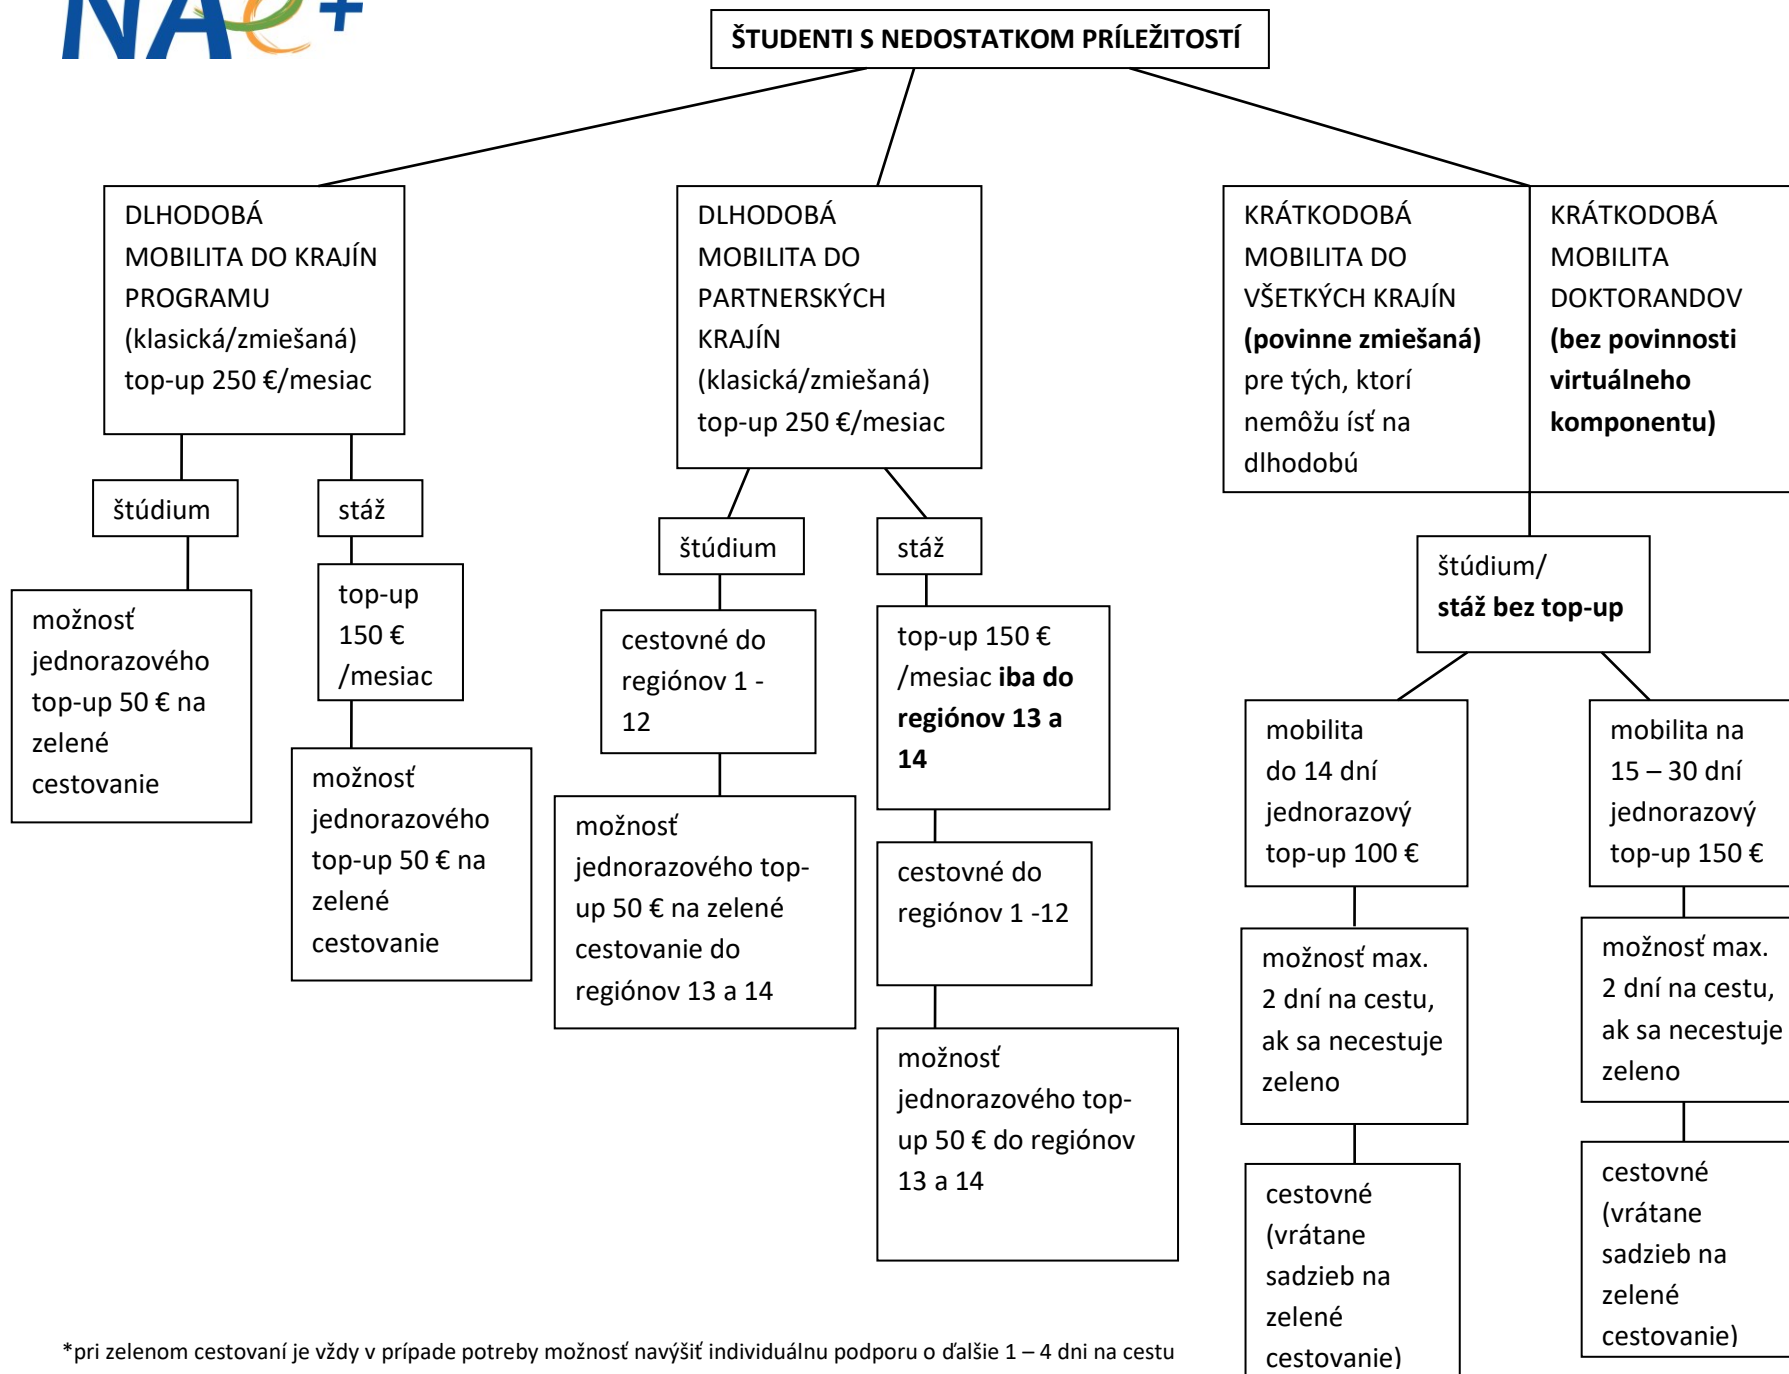 NAe+
ŠTUDENTI S NEDOSTATKOM PRÍLEŽITOSTÍ
DLHODOBÁ
MOBILITA DO KRAJÍN
PROGRAMU
(klasická/zmiešaná)
top-up 250 €/mesiac
štúdium
možnosť
jednorazového
top-up 50 € na
zelené
cestovanie
stáž
top-up
150 €
/mesiac
možnosť
jednorazového
top-up 50 € na
zelené
cestovanie
DLHODOBÁ
MOBILITA DO
PARTNERSKÝCH
KRAJÍN
(klasická/zmiešaná)
top-up 250 €/mesiac
štúdium
cestovné do
regiónov 1 -
12
možnosť
jednorazového top-
up 50 € na zelené
cestovanie do
regiónov 13 a 14
stáž
top-up 150 €
/mesiac iba do
regiónov 13 a
14
cestovné do
regiónov 1 -12
možnosť
jednorazového top-
up 50 € do regiónov
13 a 14
KRÁTKODOBÁ
MOBILITA DO
VŠETKÝCH KRAJÍN
(povinne zmiešaná)
pre tých, ktorí
nemôžu ísť na
dlhodobú
KRÁTKODOBÁ
MOBILITA
DOKTORANDOV
(bez povinnosti
virtuálneho
komponentu)
štúdium/
stáž bez top-up
mobilita
do 14 dní
jednorazový
top-up 100 €
možnosť max.
2 dní na cestu,
ak sa necestuje
zeleno
cestovné
(vrátane
sadzieb na
zelené
cestovanie)
mobilita na
15 – 30 dní
jednorazový
top-up 150 €
možnosť max.
2 dní na cestu,
ak sa necestuje
zeleno
cestovné
(vrátane
sadzieb na
zelené
cestovanie)
*pri zelenom cestovaní je vždy v prípade potreby možnosť navýšiť individuálnu podporu o ďalšie 1 – 4 dni na cestu